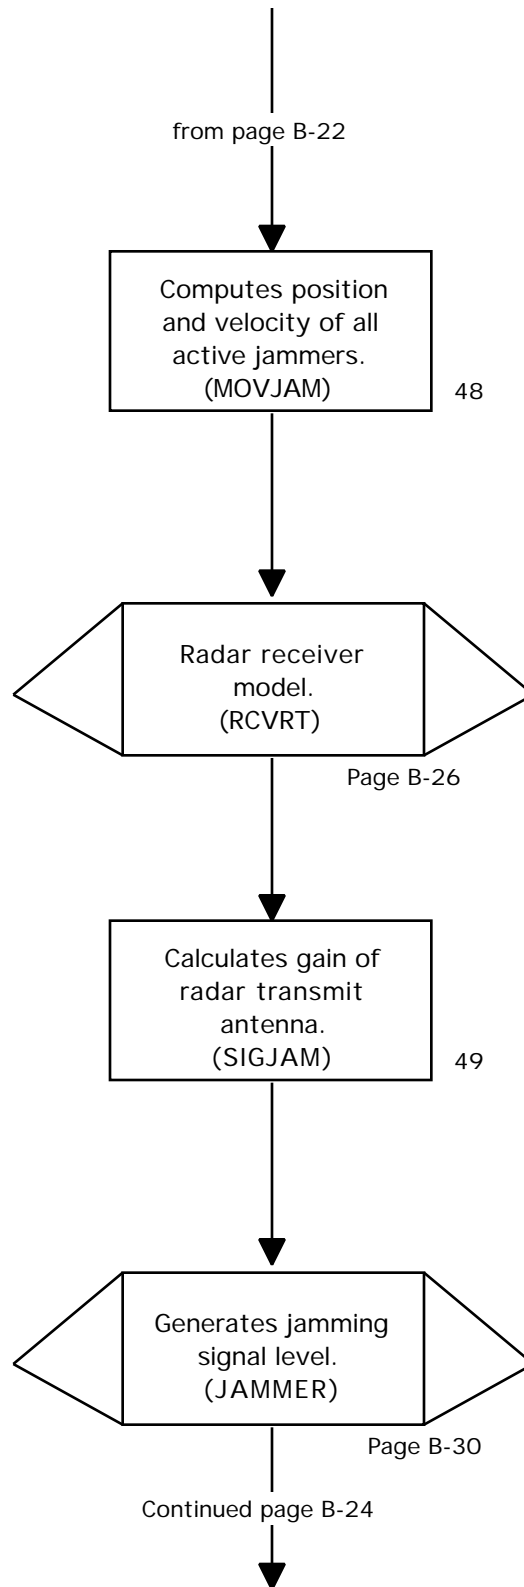 from page B-22
Computes position
and velocity of all
active jammers.
(MOVJAM)
48
Radar receiver
model.
(RCVRT)
Page B-26
Calculates gain of
radar transmit
antenna.
(SIGJAM)
49
Generates jamming
signal level.
(JAMMER)
Page B-30
Continued page B-24